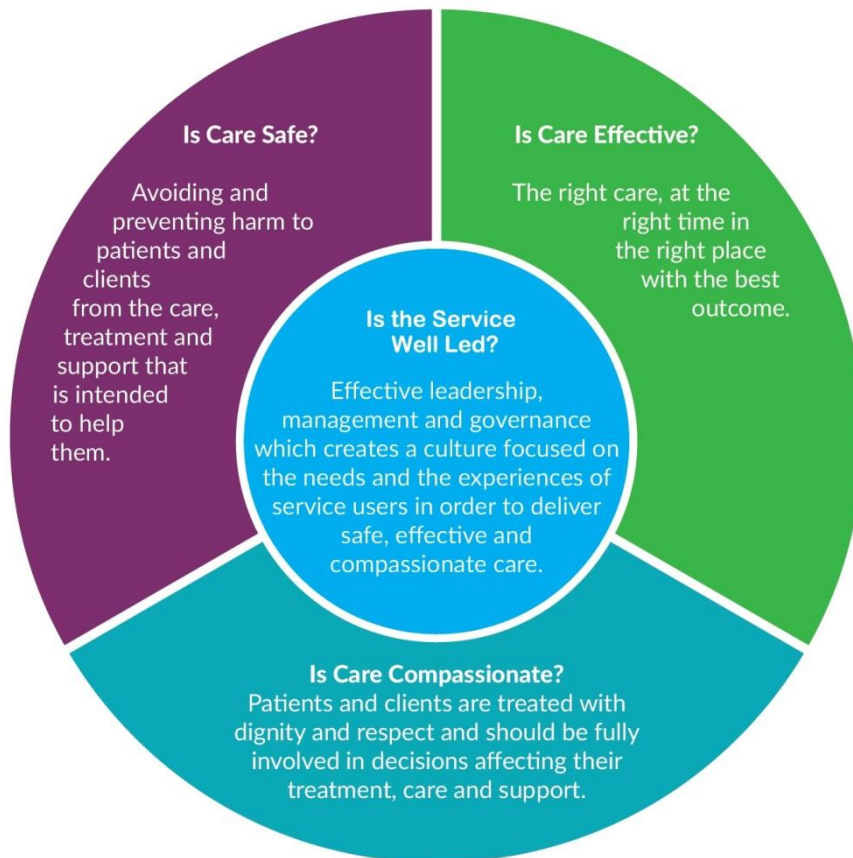 Is Care Safe?
Avoiding and
preventing harm to
patients and
clients
from the care,
treatment and
support that
is intended
to help
them.
Is Care Effective?
The right care, at the
right time in
the right place
with the best
outcome.
Is the Service
Well Led?
Effective leadership,
management and governance
which creates a culture focused on
the needs and the experiences of
service users in order to deliver
safe, effective and
compassionate care.
Is Care Compassionate?
Patients and clients are treated with
dignity and respect and should be fully
involved in decisions affecting their
treatment, care and support.